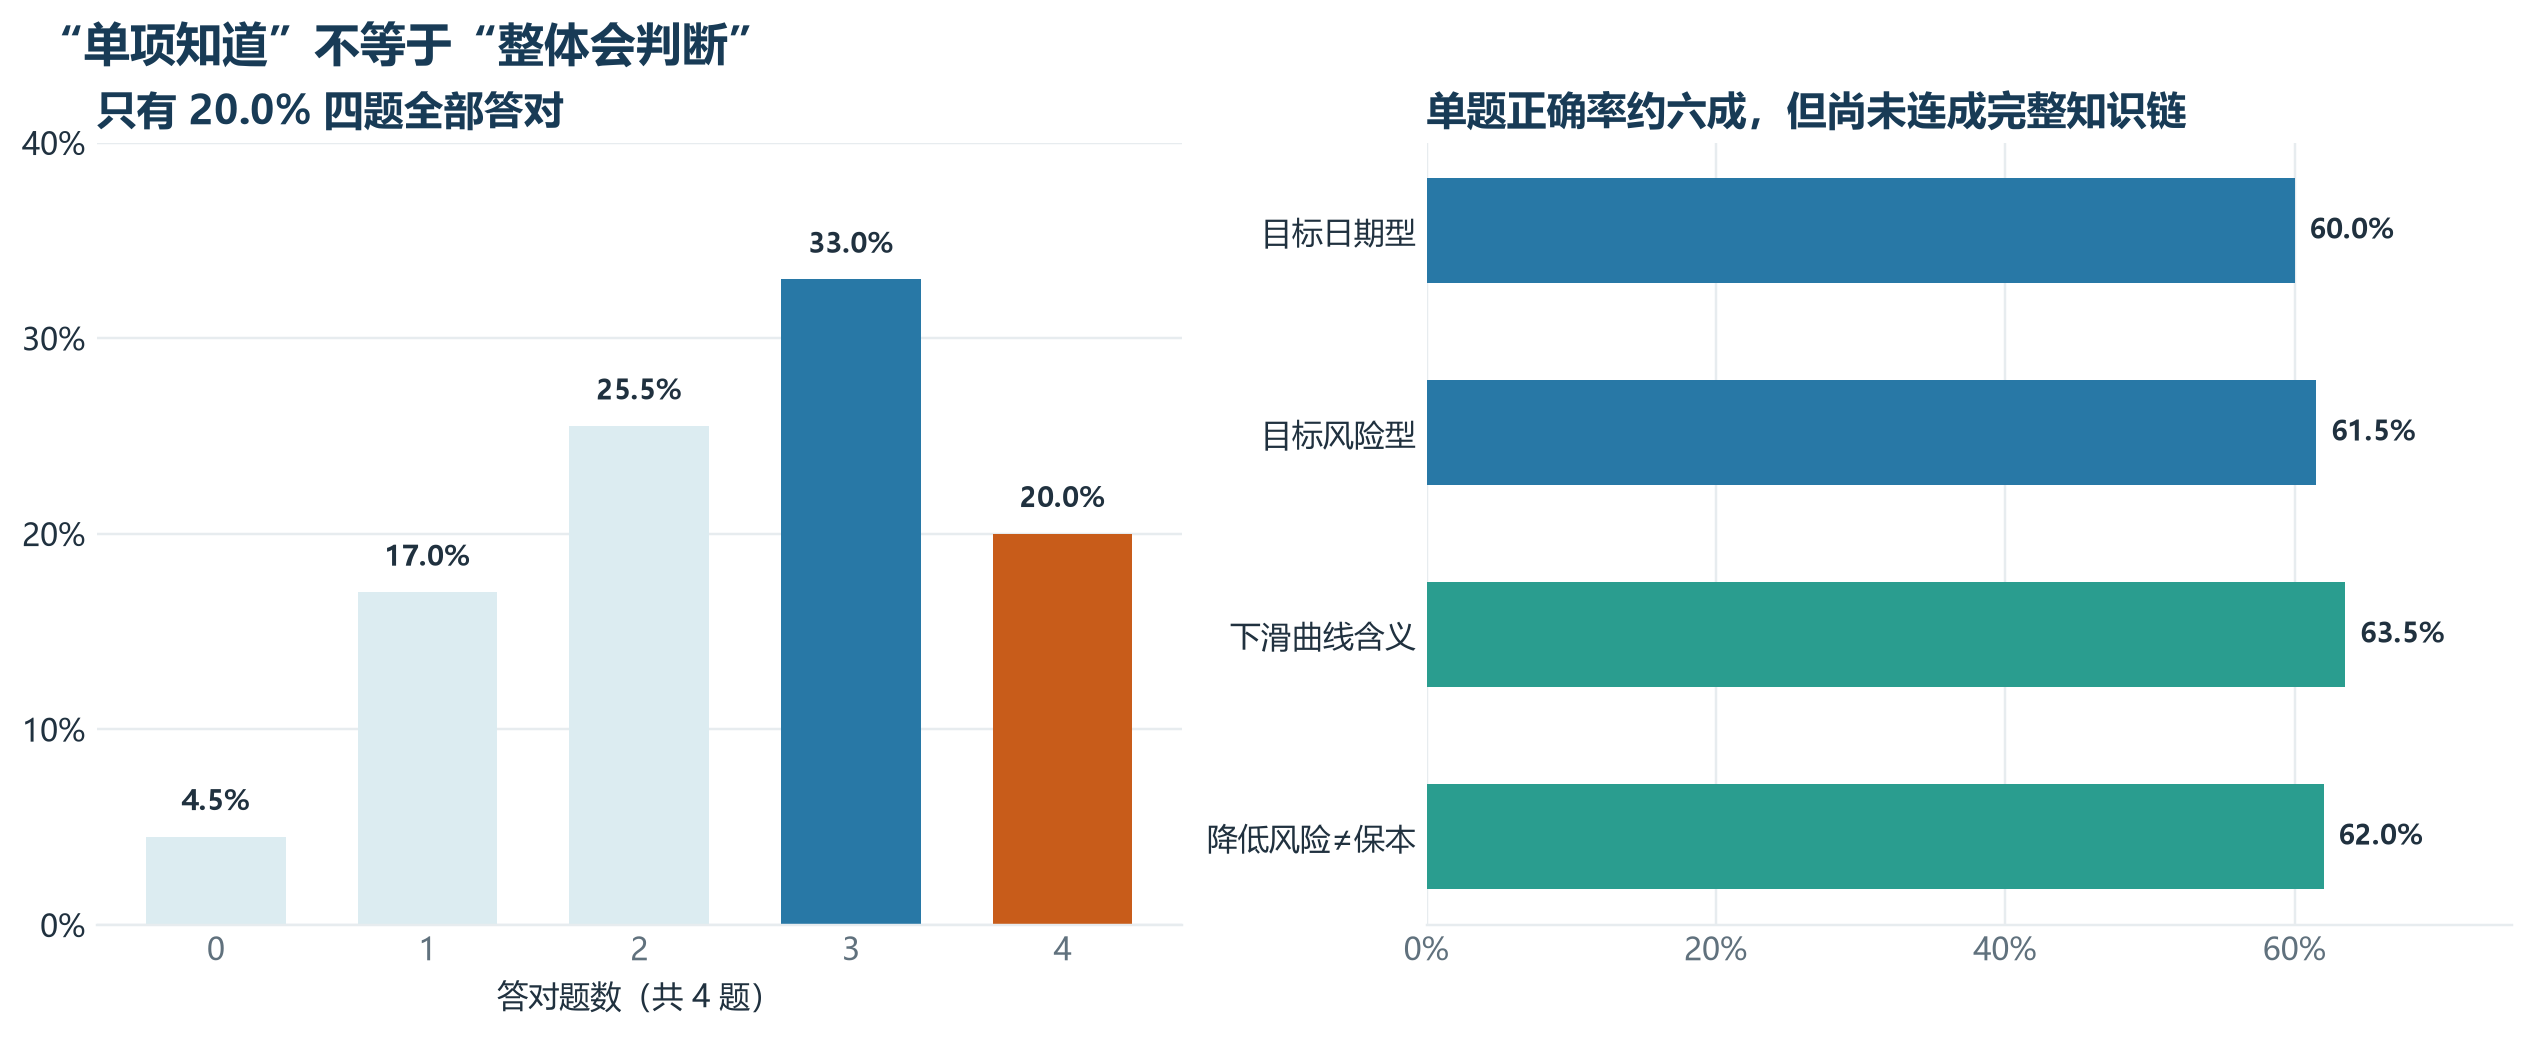 “单项知道”不等于“整体会判断”
只有 20.0% 四题全部答对
40%
30%
20%
10%
0%
4.5%
17.0%
25.5%
33.0%
20.0%
0
1
2
3
4
答对题数（共 4 题）
单题正确率约六成，但尚未连成完整知识链
目标日期型
60.0%
目标风险型
61.5%
下滑曲线含义
63.5%
降低风险≠保本
62.0%
0%
20%
40%
60%